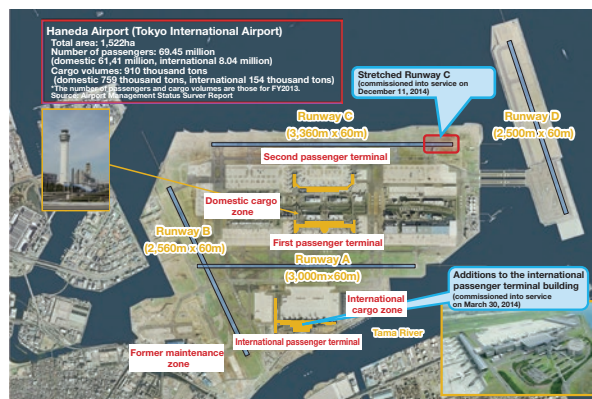 Haneda Airport (Tokyo International Airport)
Total area: 1,522ha
Number of passengers: 69.45 million
(domestic 61,41 million, international 8.04 million)
Cargo volumes: 910 thousand tons
(domestic 759 thousand tons, international 154 thousand tons)
*The number of passengers and cargo volumes are those for FY2013.
Source: Airport Management Status Surver Report
Stretched Runway C
(commissioned into service on
December 11, 2014)
Runway C
(3,360m x 60m)
Runway D
(2,500m x 60m)
Second passenger terminal
Domestic cargo
zone
Runway B
(2,560m x 60m)
First passenger terminal
Runway A
(3,000m×60m)
Additions to the international
passenger terminal building
(commissioned into service
on March 30, 2014)
International
cargo zone
Tama River
International passenger terminal
Former maintenance
zone